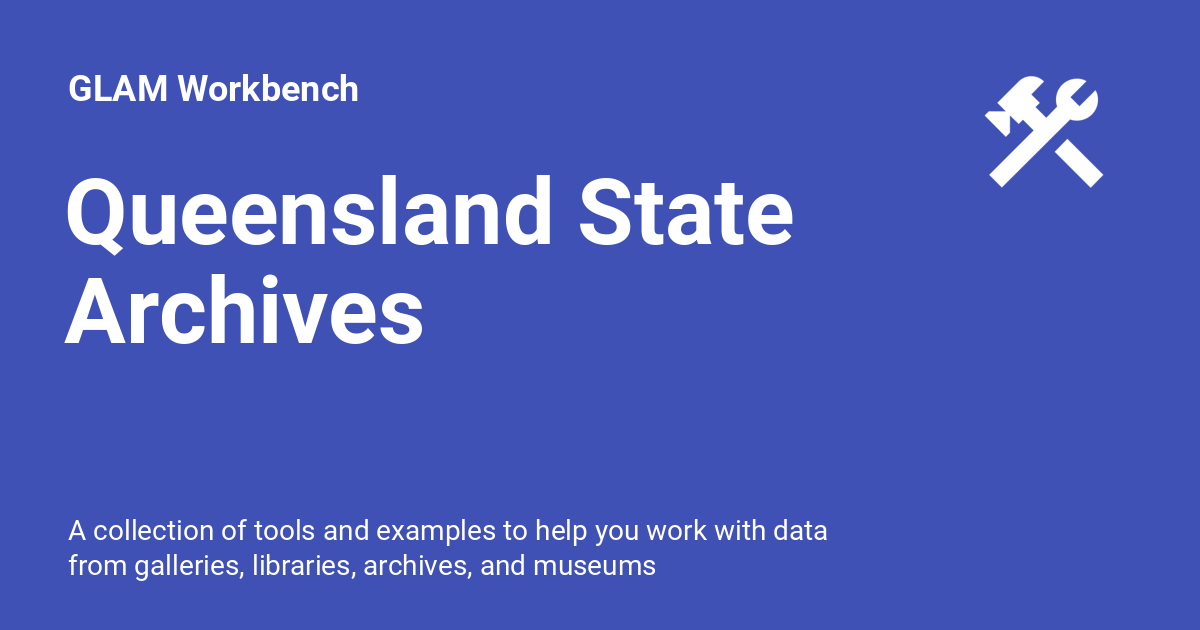 GLAM Workbench
Queensland State
Archives
A collection of tools and examples to help you work with data
from galleries, libraries, archives, and museums